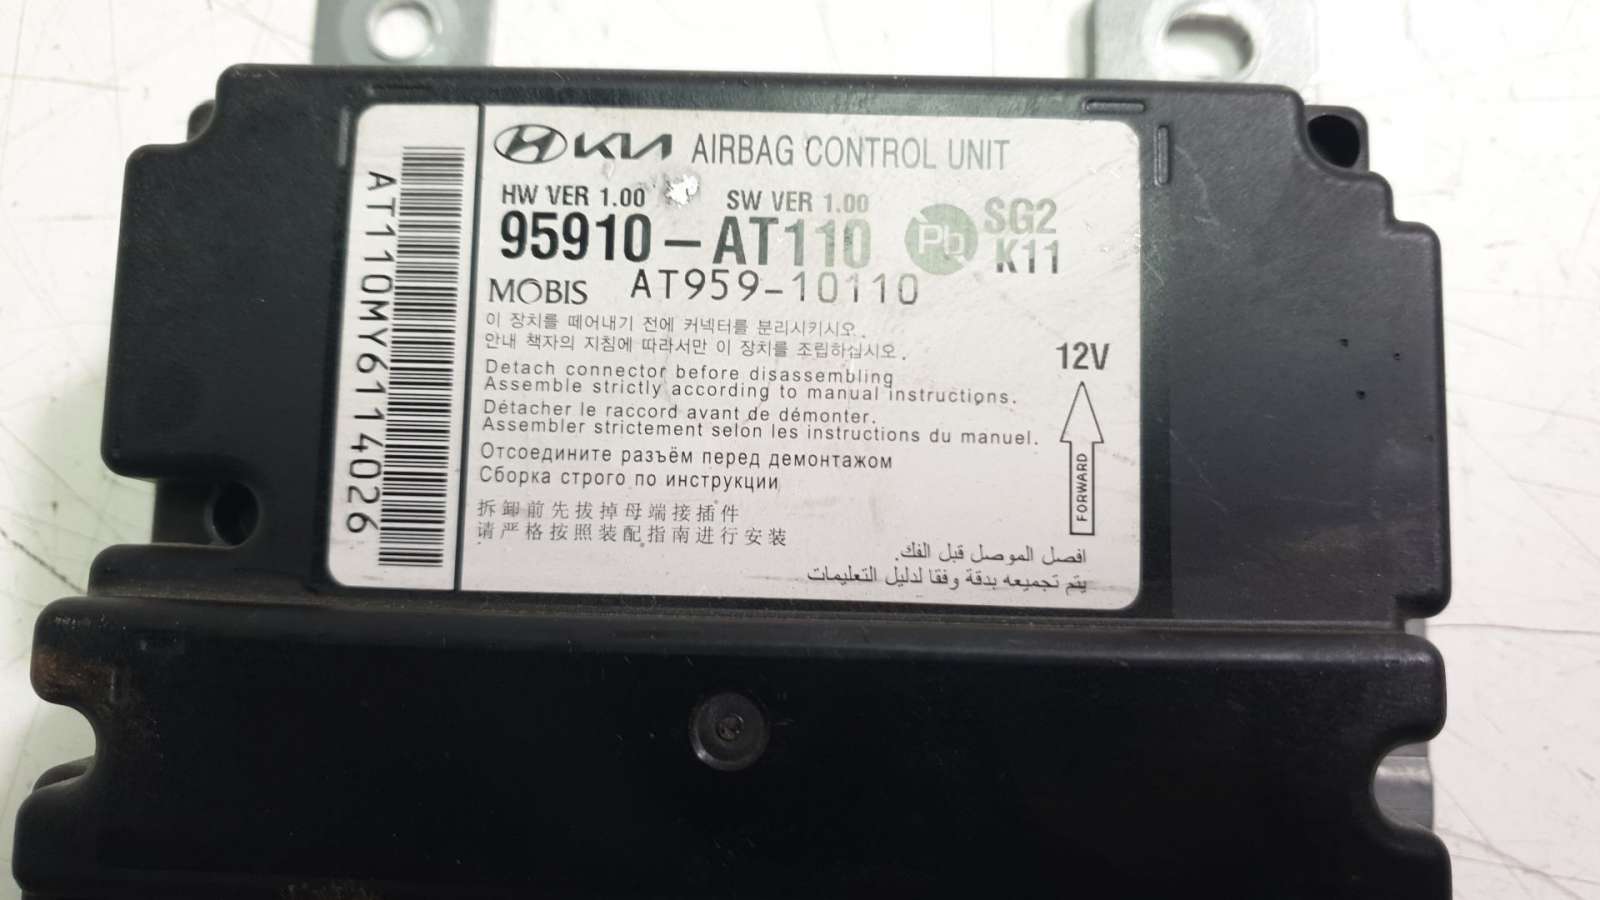 AT110MY6114026
KIA AIRBAG CONTROL UNIT
HW VER 1.00 SW VER 1.00
95910-AT110 Pb SG2
K11
MOBIS AT959-10110
이 장치를 떼어내기 전에 커넥터를 분리시키시오.
안내 책자의 지침에 따라서만 이 장치를 조립하십시오.
12V
Detach connector before disassembling
Assemble strictly according to manual instructions.
Détacher le raccord avant de démonter.
Assembler strictement selon les instructions du manuel.
FORWARD
Отсоедините разъём перед демонтажом
Сборка строго по инструкции
拆卸前先拔掉母端接插件
请严格按照装配指南进行安装
افصل الموصل قبل الفك.
يتم تجميعه بدقة وفقا لدليل التعليمات